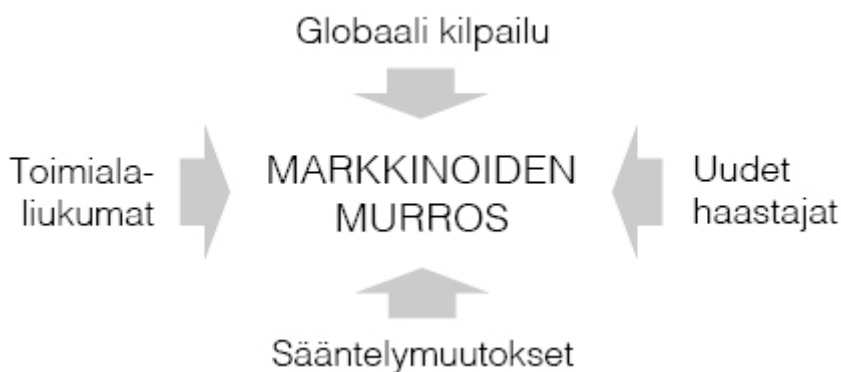 Globaali kilpailu
Toimiala-
liukumat
MARKKINOIDEN
MURROS
Uudet
haastajat
Sääntelymuutokset